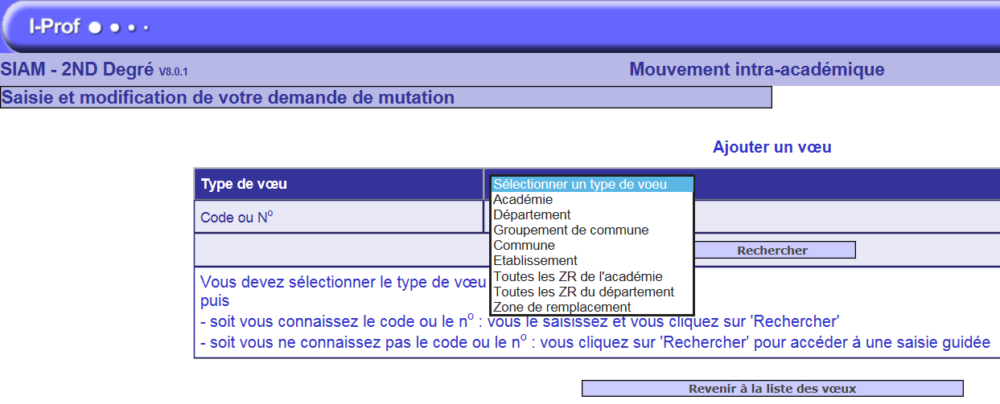 I-Prof
SIAM - 2ND Degré V8.0.1 Mouvement intra-académique
Saisie et modification de votre demande de mutation
Ajouter un vœu
Type de vœu
Sélectionner un type de voeu
Académie
Département
Groupement de commune
Commune
Etablissement
Toutes les ZR de l'académie
Toutes les ZR du département
Zone de remplacement
Code ou N°
Rechercher
Vous devez sélectionner le type de vœu
puis
- soit vous connaissez le code ou le n° : vous le saisissez et vous cliquez sur 'Rechercher'
- soit vous ne connaissez pas le code ou le n° : vous cliquez sur 'Rechercher' pour accéder à une saisie guidée
Revenir à la liste des vœux